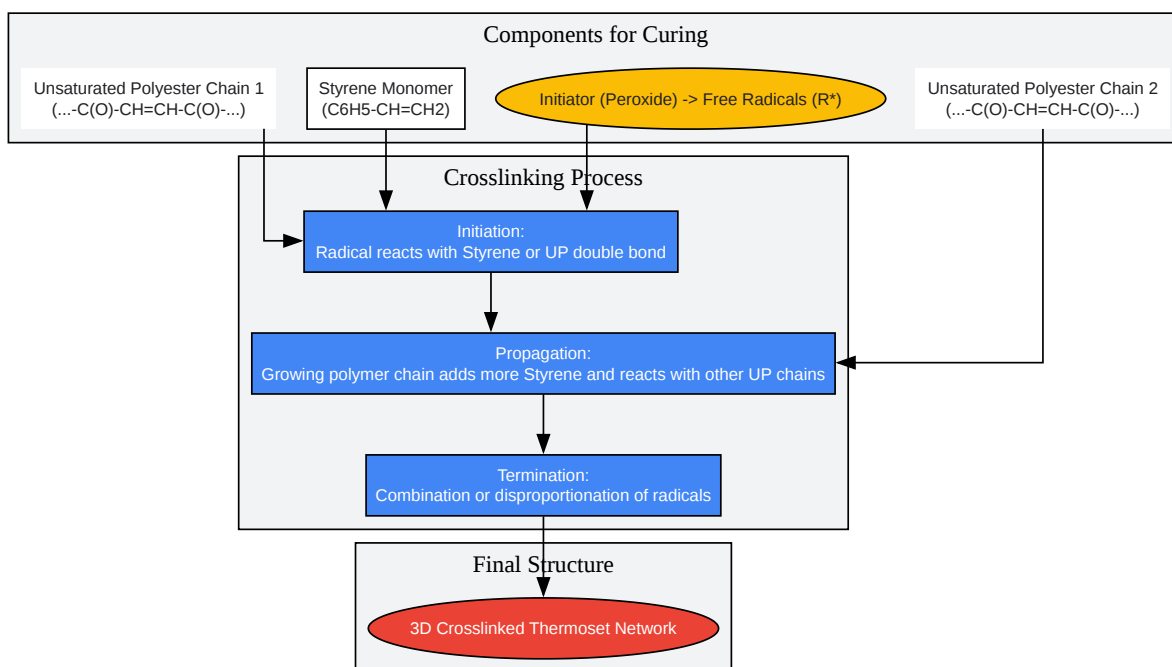 Components for Curing
Unsaturated Polyester Chain 1
(...-C(O)-CH=CH-C(O)-...)
Styrene Monomer
(C6H5-CH=CH2)
Initiator (Peroxide) -> Free Radicals (R*)
Unsaturated Polyester Chain 2
(...-C(O)-CH=CH-C(O)-...)
Crosslinking Process
Initiation:
Radical reacts with Styrene or UP double bond
Propagation:
Growing polymer chain adds more Styrene and reacts with other UP chains
Termination:
Combination or disproportionation of radicals
Final Structure
3D Crosslinked Thermoset Network